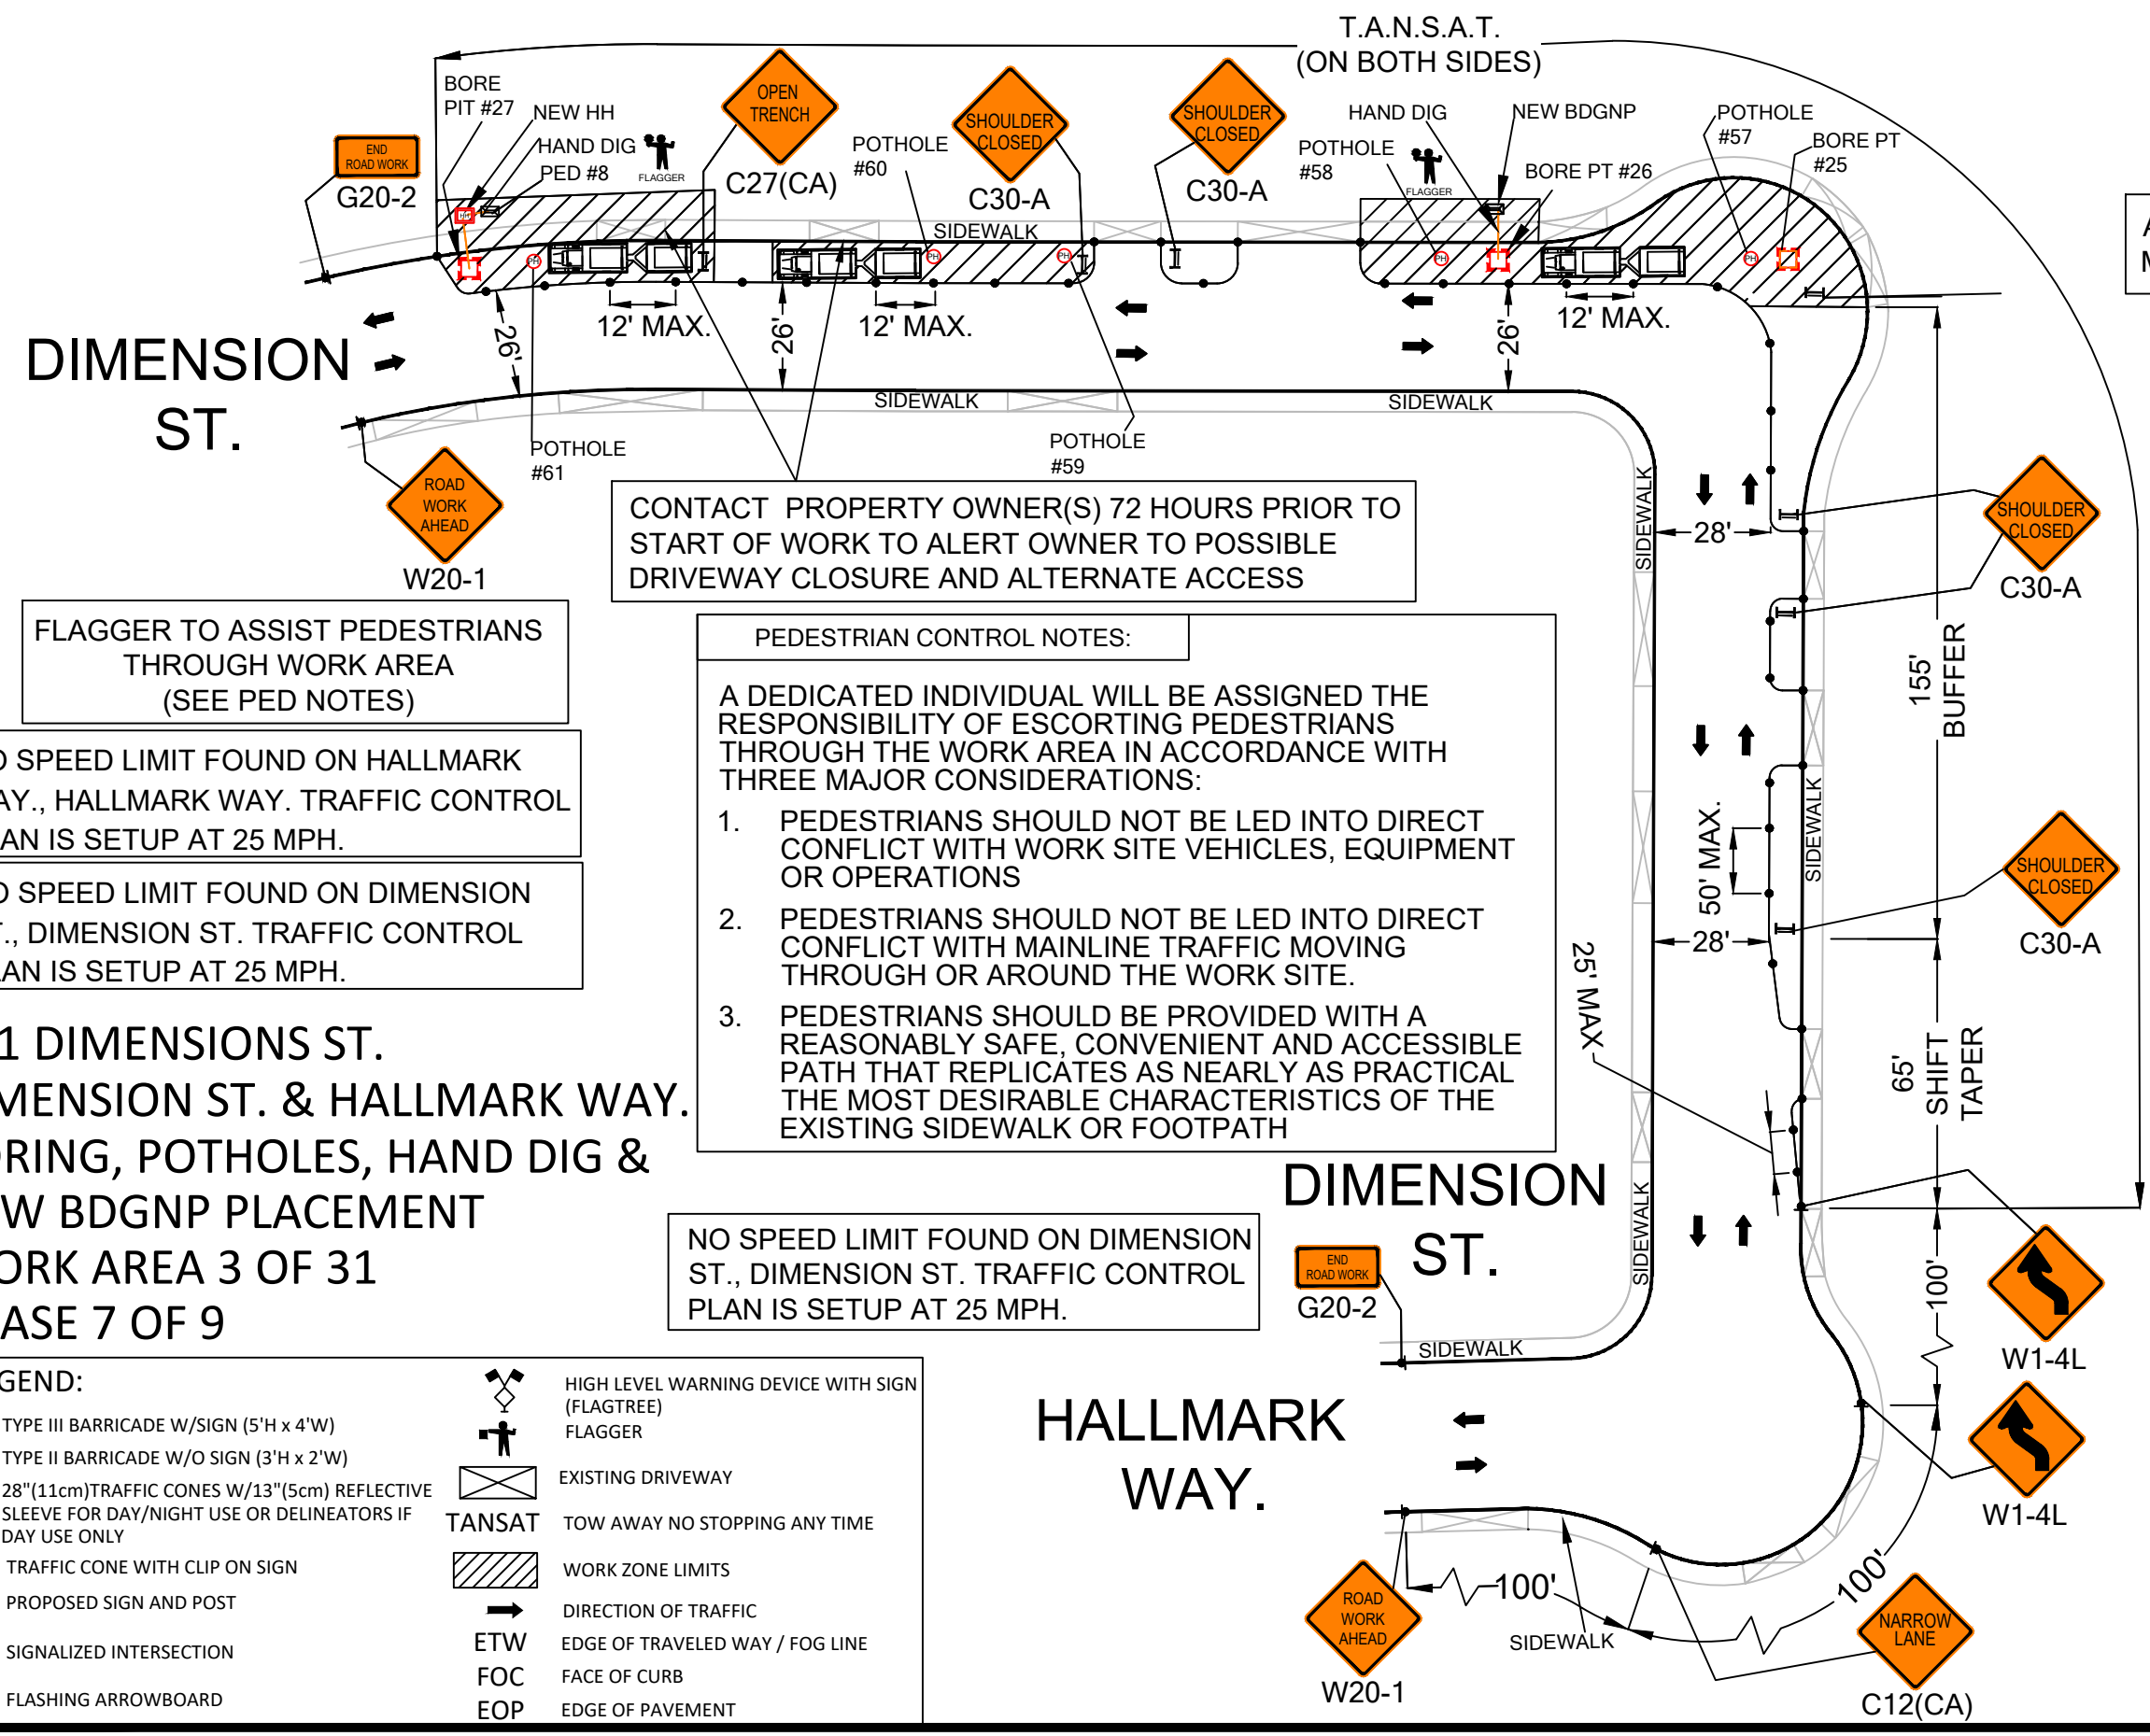 T.A.N.S.A.T.
(ON BOTH SIDES)
BORE
PIT #27
NEW HH
HAND DIG
PED #8
FLAGGER
END
ROAD WORK
G20-2
OPEN
TRENCH
C27(CA)
POTHOLE
#60
SHOULDER
CLOSED
C30-A
SHOULDER
CLOSED
C30-A
HAND DIG
POTHOLE
#58
FLAGGER
NEW BDGNP
BORE PT #26
POTHOLE
#57
BORE PT
#25
SIDEWALK
HH
PH
PH
PH
PH
PH
12' MAX.
12' MAX.
12' MAX.
26'
26'
26'
DIMENSION
ST.
SIDEWALK
SIDEWALK
POTHOLE
#61
POTHOLE
#59
ROAD
WORK
AHEAD
W20-1
CONTACT PROPERTY OWNER(S) 72 HOURS PRIOR TO
START OF WORK TO ALERT OWNER TO POSSIBLE
DRIVEWAY CLOSURE AND ALTERNATE ACCESS
SIDEWALK
28'
SHOULDER
CLOSED
C30-A
FLAGGER TO ASSIST PEDESTRIANS
THROUGH WORK AREA
(SEE PED NOTES)
O SPEED LIMIT FOUND ON HALLMARK
AY., HALLMARK WAY. TRAFFIC CONTROL
AN IS SETUP AT 25 MPH.
O SPEED LIMIT FOUND ON DIMENSION
T., DIMENSION ST. TRAFFIC CONTROL
LAN IS SETUP AT 25 MPH.
PEDESTRIAN CONTROL NOTES:
A DEDICATED INDIVIDUAL WILL BE ASSIGNED THE
RESPONSIBILITY OF ESCORTING PEDESTRIANS
THROUGH THE WORK AREA IN ACCORDANCE WITH
THREE MAJOR CONSIDERATIONS:
1. PEDESTRIANS SHOULD NOT BE LED INTO DIRECT
CONFLICT WITH WORK SITE VEHICLES, EQUIPMENT
OR OPERATIONS
2. PEDESTRIANS SHOULD NOT BE LED INTO DIRECT
CONFLICT WITH MAINLINE TRAFFIC MOVING
THROUGH OR AROUND THE WORK SITE.
3. PEDESTRIANS SHOULD BE PROVIDED WITH A
REASONABLY SAFE, CONVENIENT AND ACCESSIBLE
PATH THAT REPLICATES AS NEARLY AS PRACTICAL
THE MOST DESIRABLE CHARACTERISTICS OF THE
EXISTING SIDEWALK OR FOOTPATH
155'
BUFFER
50' MAX.
SIDEWALK
28'
SHOULDER
CLOSED
C30-A
25' MAX
65'
SHIFT
TAPER
1 DIMENSIONS ST.
MENSION ST. & HALLMARK WAY.
ORING, POTHOLES, HAND DIG &
W BDGNP PLACEMENT
ORK AREA 3 OF 31
ASE 7 OF 9
NO SPEED LIMIT FOUND ON DIMENSION
ST., DIMENSION ST. TRAFFIC CONTROL
PLAN IS SETUP AT 25 MPH.
DIMENSION
ST.
SIDEWALK
END
ROAD WORK
G20-2
SIDEWALK
100'
W1-4L
W1-4L
HALLMARK
WAY.
ROAD
WORK
AHEAD
W20-1
100'
SIDEWALK
100'
NARROW
LANE
C12(CA)
GEND:
TYPE III BARRICADE W/SIGN (5'H x 4'W)
TYPE II BARRICADE W/O SIGN (3'H x 2'W)
28"(11cm)TRAFFIC CONES W/13"(5cm) REFLECTIVE
SLEEVE FOR DAY/NIGHT USE OR DELINEATORS IF
DAY USE ONLY
TRAFFIC CONE WITH CLIP ON SIGN
PROPOSED SIGN AND POST
SIGNALIZED INTERSECTION
FLASHING ARROWBOARD
HIGH LEVEL WARNING DEVICE WITH SIGN
(FLAGTREE)
FLAGGER
EXISTING DRIVEWAY
TANSAT TOW AWAY NO STOPPING ANY TIME
WORK ZONE LIMITS
DIRECTION OF TRAFFIC
ETW EDGE OF TRAVELED WAY / FOG LINE
FOC FACE OF CURB
EOP EDGE OF PAVEMENT